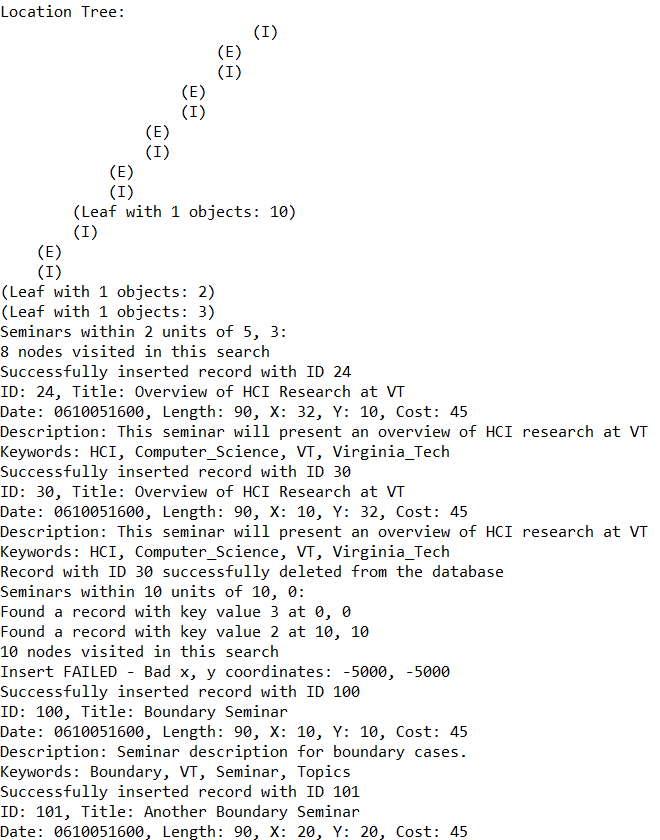 Location Tree:
(I)
(E)
(I)
(E)
(I)
(E)
(I)
(E)
(I)
(Leaf with 1 objects: 10)
(I)
(E)
(I)
(Leaf with 1 objects: 2)
(Leaf with 1 objects: 3)
Seminars within 2 units of 5, 3:
8 nodes visited in this search
Successfully inserted record with ID 24
ID: 24, Title: Overview of HCI Research at VT
Date: 0610051600, Length: 90, X: 32, Y: 10, Cost: 45
Description: This seminar will present an overview of HCI research at VT
Keywords: HCI, Computer_Science, VT, Virginia_Tech
Successfully inserted record with ID 30
ID: 30, Title: Overview of HCI Research at VT
Date: 0610051600, Length: 90, X: 10, Y: 32, Cost: 45
Description: This seminar will present an overview of HCI research at VT
Keywords: HCI, Computer_Science, VT, Virginia_Tech
Record with ID 30 successfully deleted from the database
Seminars within 10 units of 10, 0:
Found a record with key value 3 at 0, 0
Found a record with key value 2 at 10, 10
10 nodes visited in this search
Insert FAILED - Bad x, y coordinates: -5000, -5000
Successfully inserted record with ID 100
ID: 100, Title: Boundary Seminar
Date: 0610051600, Length: 90, X: 10, Y: 10, Cost: 45
Description: Seminar description for boundary cases.
Keywords: Boundary, VT, Seminar, Topics
Successfully inserted record with ID 101
ID: 101, Title: Another Boundary Seminar
Date: 0610051600, Length: 90, X: 20, Y: 20, Cost: 45